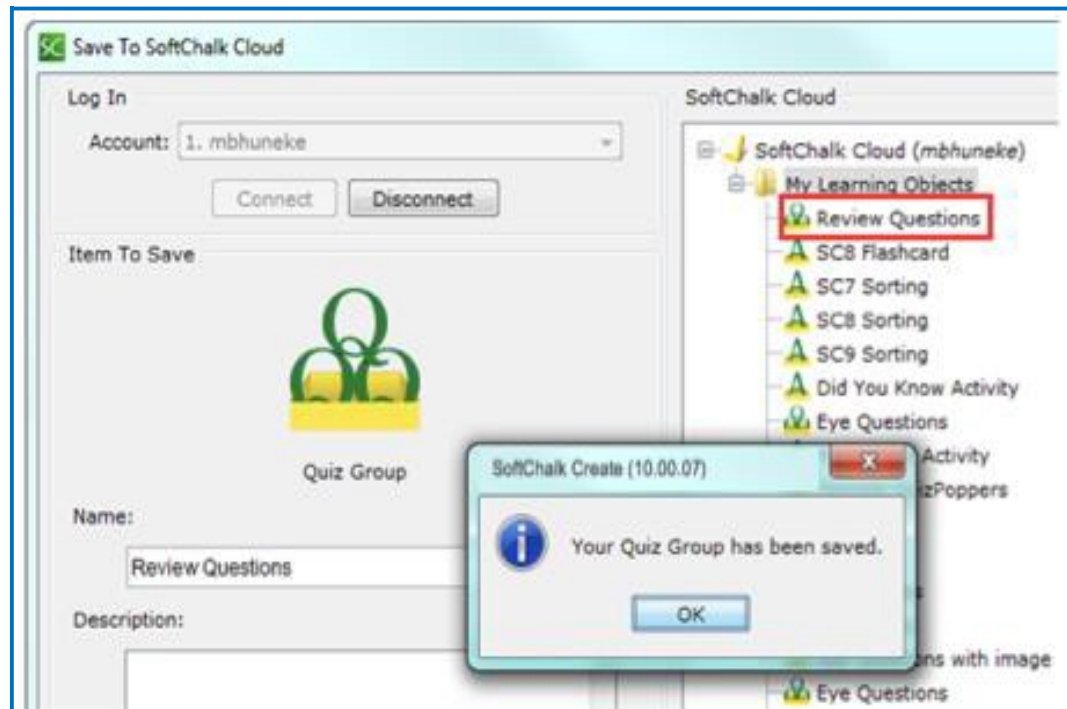 Save To SoftChalk Cloud
Log In
Account: 1. mbhuneke
Connect
Disconnect
Item To Save
Quiz Group
Name:
Review Questions
Description:
SoftChalk Cloud
SoftChalk Cloud (mbhuneke)
My Learning Objects
Review Questions
SC8 Flashcard
SC7 Sorting
SC8 Sorting
SC9 Sorting
Did You Know Activity
Eye Questions
Activity
zPoppers
ns with image
Eye Questions
SoftChalk Create (10.00.07)
Your Quiz Group has been saved.
OK